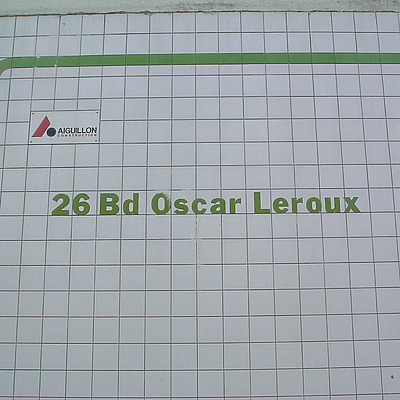 AIGUILLON
CONSTRUCTION
26 Bd Oscar Leroux